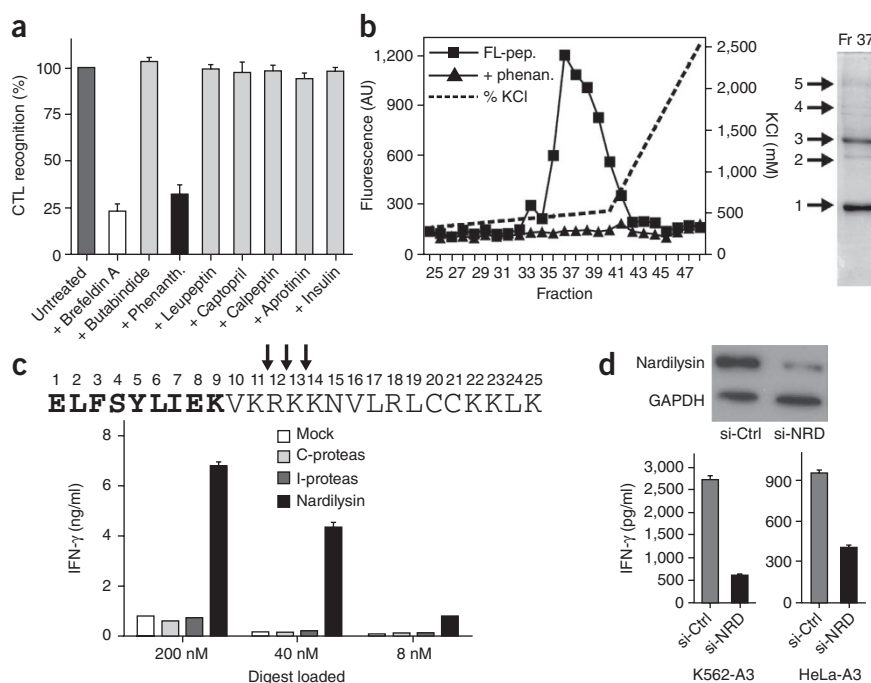 a
CTL recognition (%)
100
75
50
25
0
Untreated
+ Brefeldin A
+ Butabindide
+ Phenanth.
+ Leupeptin
+ Captopril
+ Calpeptin
+ Aprotinin
+ Insulin
b
Fluorescence (AU)
1,200
900
600
300
0
FL-pep.
+ phenan.
% KCl
2,500
2,000
1,500
1,000
500
0
KCl (mM)
25 27 29 31 33 35 37 39 41 43 45 47
Fraction
Fr 37
5
4
3
2
1
c
1 2 3 4 5 6 7 8 9 10 11 12 13 14 15 16 17 18 19 20 21 22 23 24 25
ELFSYLIEKVKRKKNVLRLCCKKLK
IFN-γ (ng/ml)
8
6
4
2
0
Mock
C-proteas
I-proteas
Nardilysin
200 nM 40 nM 8 nM
Digest loaded
d
Nardilysin
GAPDH
si-Ctrl si-NRD
IFN-γ (pg/ml)
3,000
2,500
2,000
1,500
1,000
500
0
si-Ctrl
si-NRD
K562-A3
900
600
300
0
si-Ctrl
si-NRD
HeLa-A3